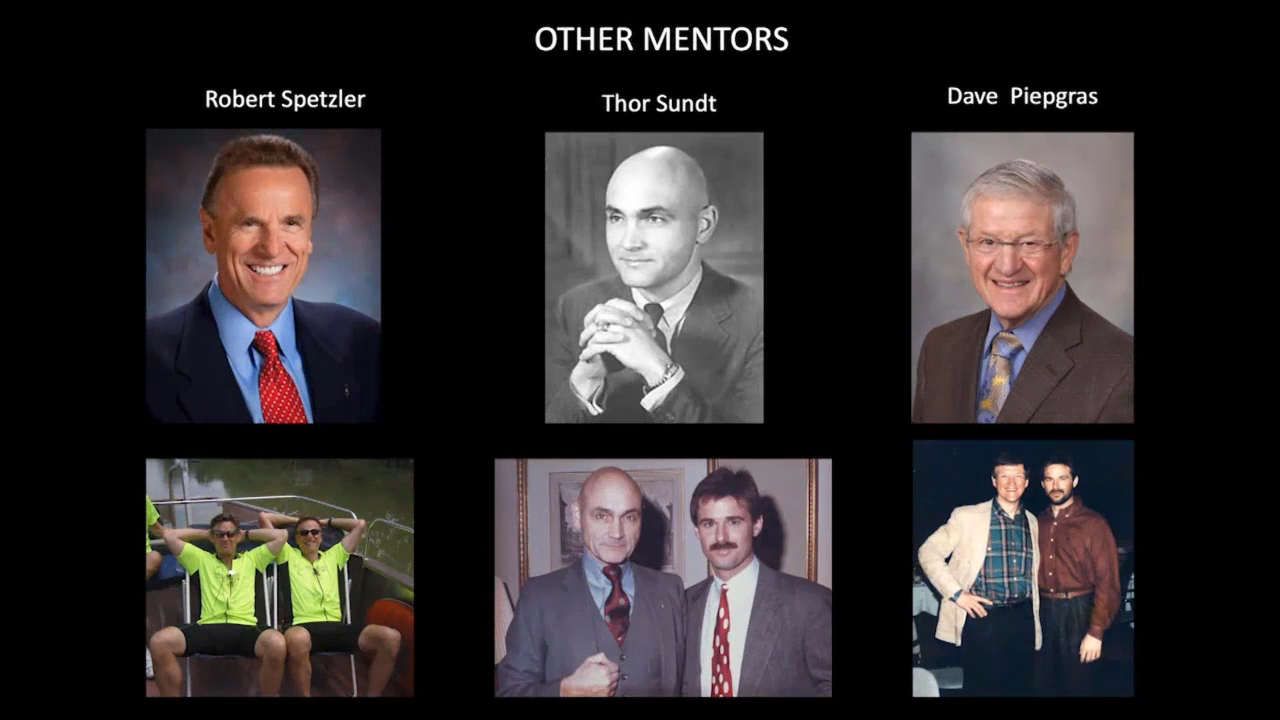 OTHER MENTORS
Robert Spetzler
Thor Sundt
Dave Piepgras